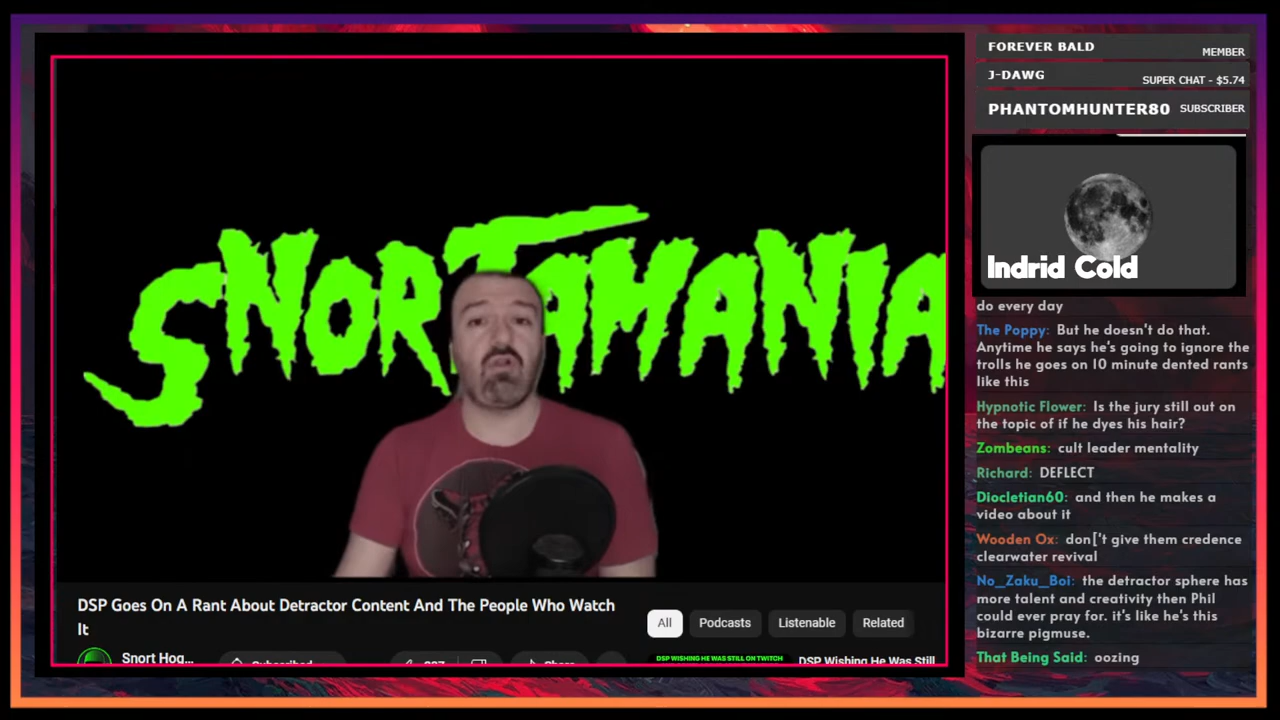 FOREVER BALD
MEMBER
J-DAWG
SUPER CHAT - $5.74
PHANTOMHUNTER80
SUBSCRIBER
SNORTAMANIA
Indrid Cold
do every day
The Poppy: But he doesn't do that.
Anytime he says he's going to ignore the
trolls he goes on 10 minute dented rants
like this
Hypnotic Flower: Is the jury still out on
the topic of if he dyes his hair?
Zombeans: cult leader mentality
Richard: DEFLECT
Diocletian60: and then he makes a
video about it
Wooden Ox: don['t give them credence
clearwater revival
No_Zaku_Boi: the detractor sphere has
more talent and creativity then Phil
could ever pray for. it's like he's this
bizarre pigmuse.
That Being Said: oozing
DSP Goes On A Rant About Detractor Content And The People Who Watch
It
All
Podcasts
Listenable
Related
Snort Hog...
Subscribed
Share
DSP WISHING HE WAS STILL ON TWITCH
DSP Wishing He Was Still